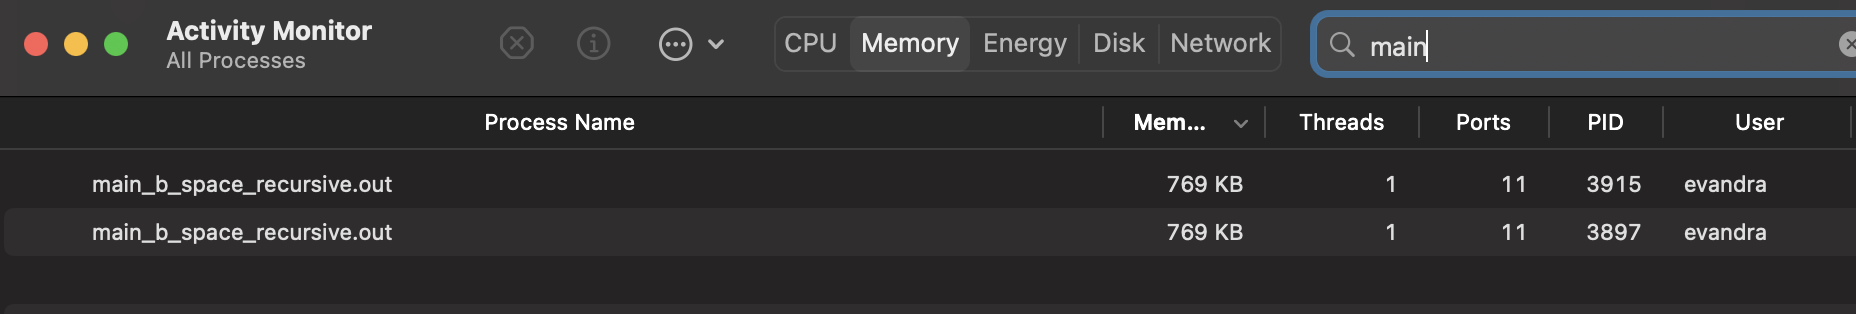 Activity Monitor
All Processes
CPU Memory Energy Disk Network
main
Process Name Mem... Threads Ports PID User
main_b_space_recursive.out 769 KB 1 11 3915 evandra
main_b_space_recursive.out 769 KB 1 11 3897 evandra